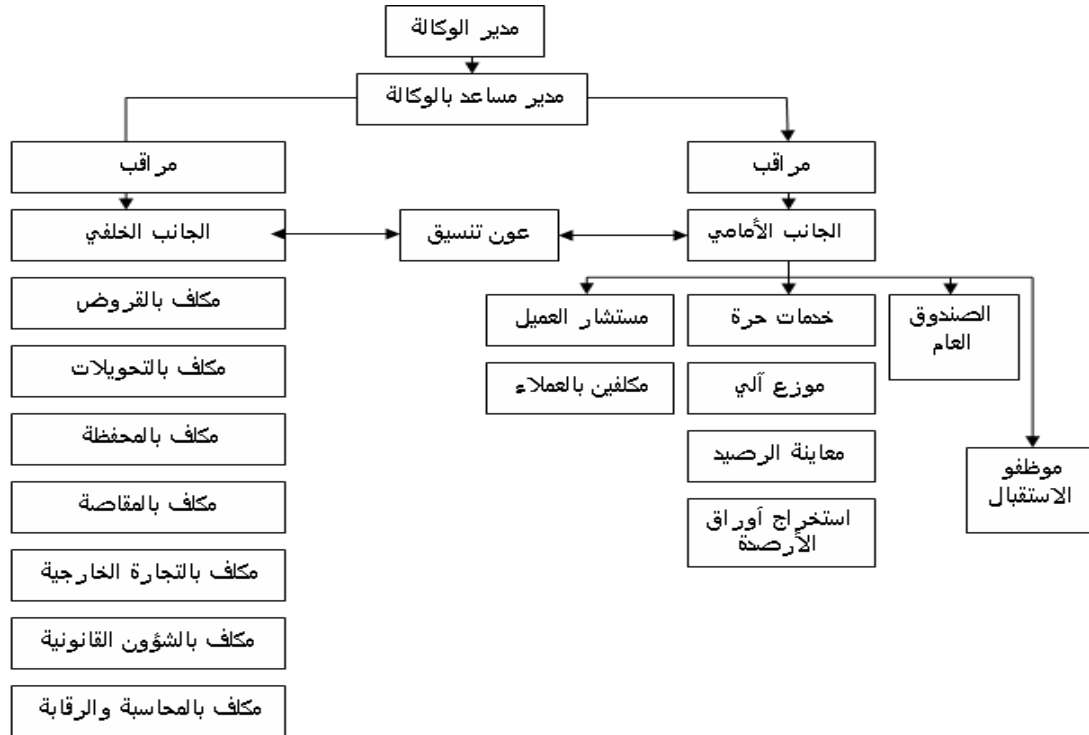 مدير الوكالة
مدير مساعد بالوكالة
مراقب
مراقب
الجانب الأمامي
عون تنسيق
الجانب الخلفي
الصندوق
العام
خدمات حرة
مستشار العميل
مكلفين بالعملاء
موزع آلي
معاينة الرصيد
استخراج أوراق
الأرصدة
موظفو
الاستقبال
مكلف بالقروض
مكلف بالتحويلات
مكلف بالمحفظة
مكلف بالمقاصة
مكلف بالتجارة الخارجية
مكلف بالشؤون القانونية
مكلف بالمحاسبة والرقابة